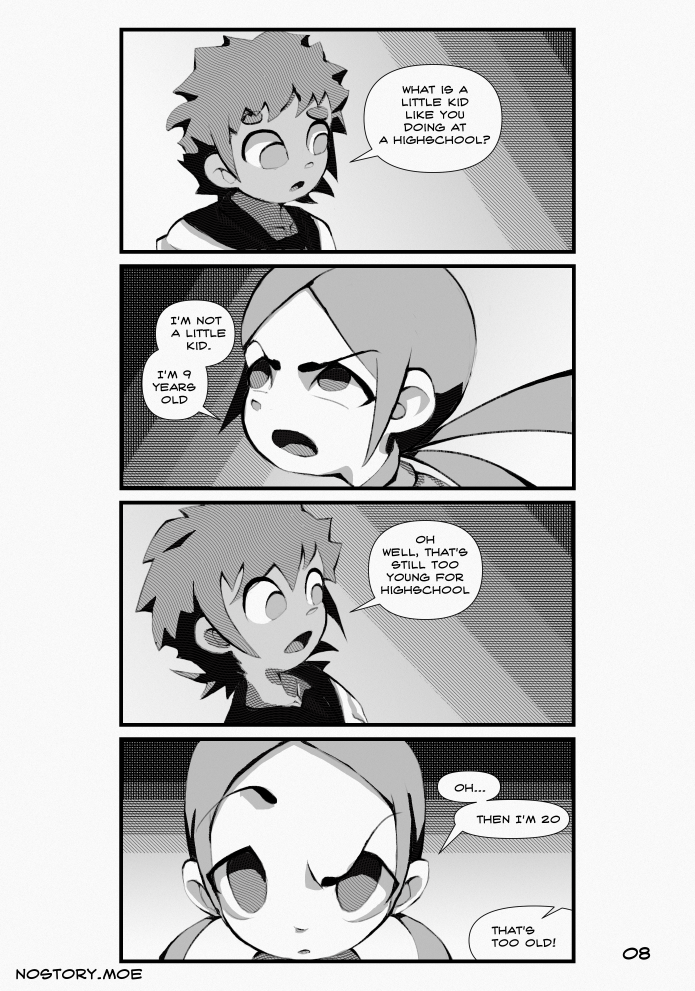 WHAT IS A
LITTLE KID
LIKE YOU
DOING AT
A HIGHSCHOOL?
I'M NOT
A LITTLE
KID.
I'M 9
YEARS
OLD
OH
WELL, THAT'S
STILL TOO
YOUNG FOR
HIGHSCHOOL
OH...
THEN I'M 20
THAT'S
TOO OLD!
08
NOSTORY.MOE